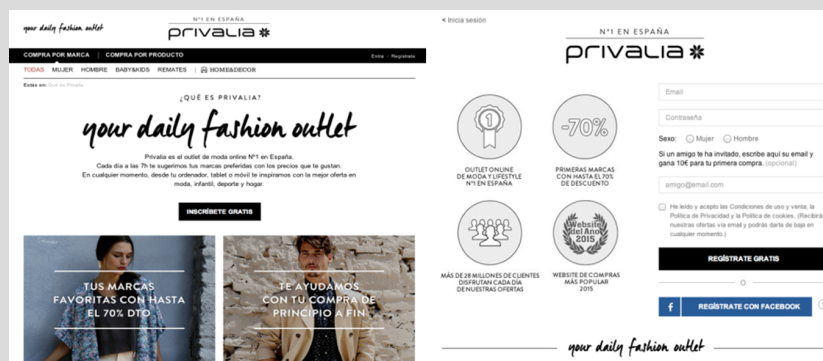 your daily fashion outlet
Nº1 EN ESPAÑA
PRIVALIA
COMPRA POR MARCA | COMPRA POR PRODUCTO
Entra · Regístrate
TODAS MUJER HOMBRE BABY&KIDS REMATES | HOME&DECOR
Estás en: Qué es Privalia
¿QUÉ ES PRIVALIA?
your daily fashion outlet
Privalia es el outlet de moda online Nº1 en España.
Cada día a las 7h te sugerimos tus marcas preferidas con los precios que te gustan.
En cualquier momento, desde tu ordenador, tablet o móvil te inspiramos con la mejor oferta en
moda, infantil, deporte y hogar.
INSCRÍBETE GRATIS
TUS MARCAS
FAVORITAS CON HASTA
EL 70% DTO
TE AYUDAMOS
CON TU COMPRA DE
PRINCIPIO A FIN
< Inicia sesión
Nº1 EN ESPAÑA
PRIVALIA
1
OUTLET ONLINE
DE MODA Y LIFESTYLE
Nº1 EN ESPAÑA
-70%
PRIMERAS MARCAS
CON HASTA EL 70%
DE DESCUENTO
MÁS DE 28 MILLONES DE CLIENTES
DISFRUTAN CADA DÍA
DE NUESTRAS OFERTAS
Website
del Año
2015
WEBSITE DE COMPRAS
MÁS POPULAR
2015
Email
Contraseña
Sexo: Mujer Hombre
Si un amigo te ha invitado, escribe aquí su email y
gana 10€ para tu primera compra. (opcional)
amigo@email.com
He leído y acepto las Condiciones de uso y venta, la
Política de Privacidad y la Política de cookies. (Recibirás
nuestras ofertas vía email y podrás darte de baja en
cualquier momento.)
REGÍSTRATE GRATIS
O
f REGÍSTRATE CON FACEBOOK
your daily fashion outlet